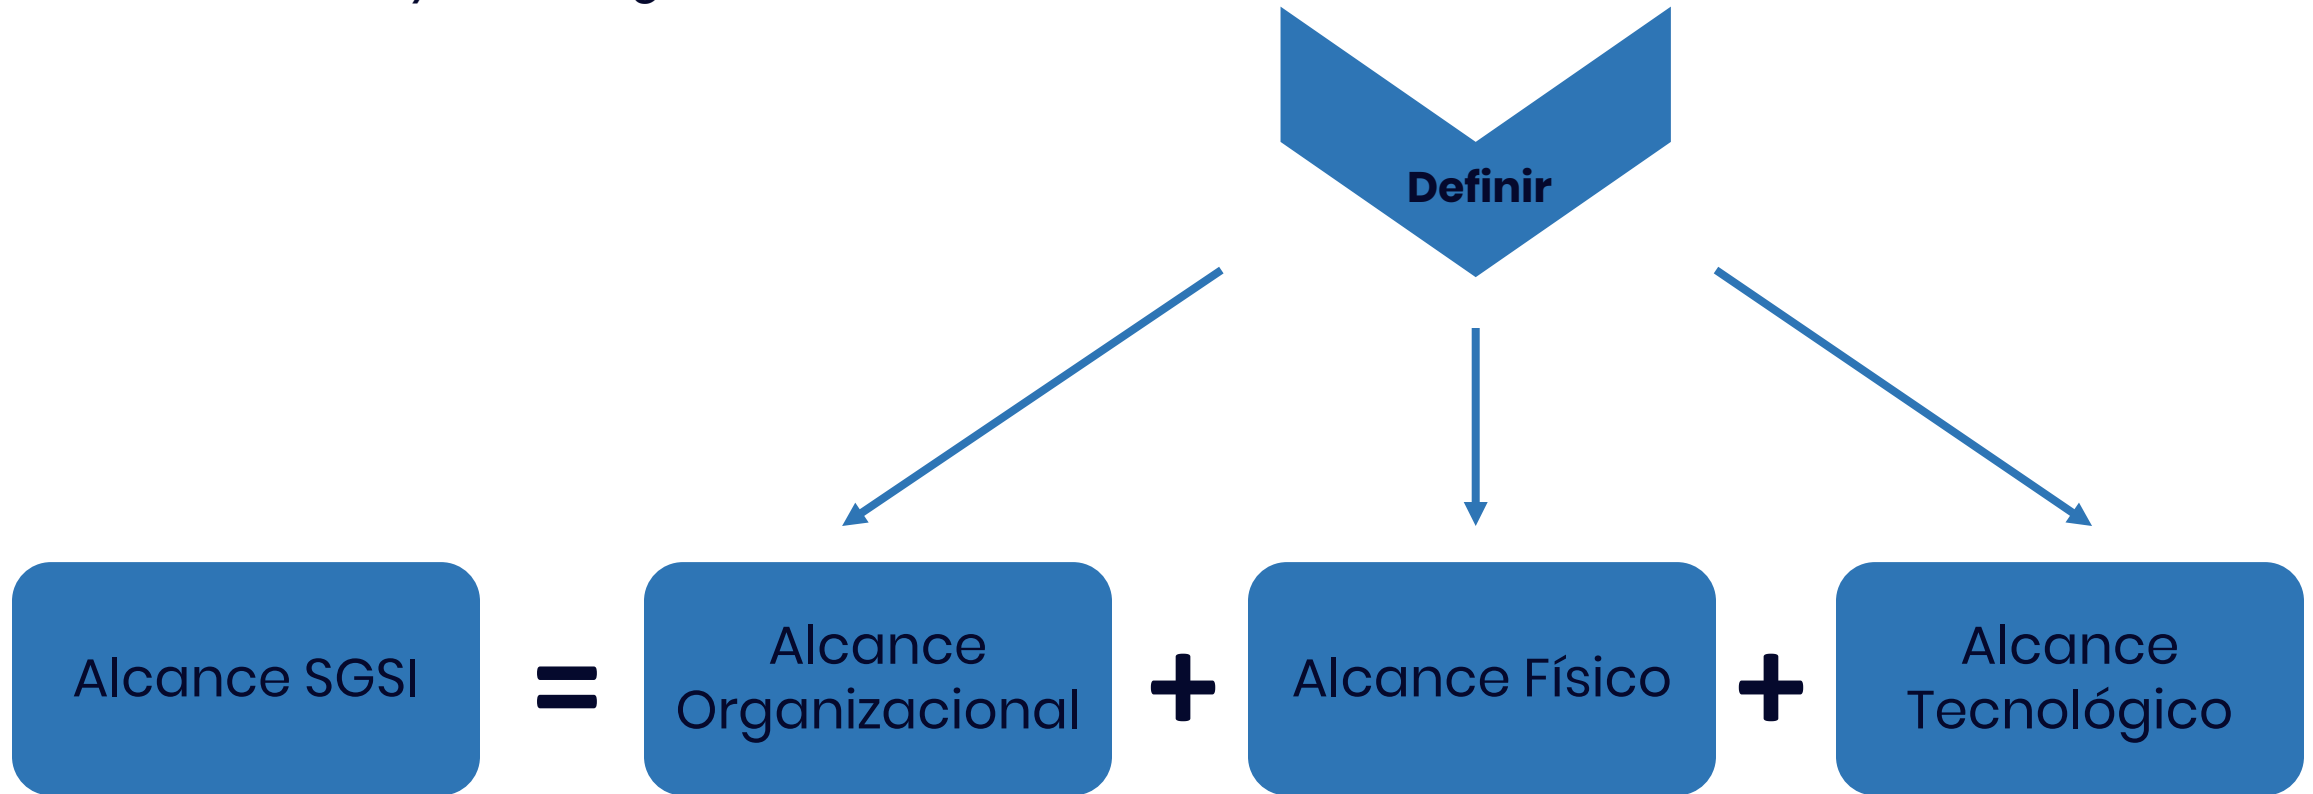 Definir
Alcance SGSI
=
Alcance
Organizacional
+
Alcance Físico
+
Alcance
Tecnológico